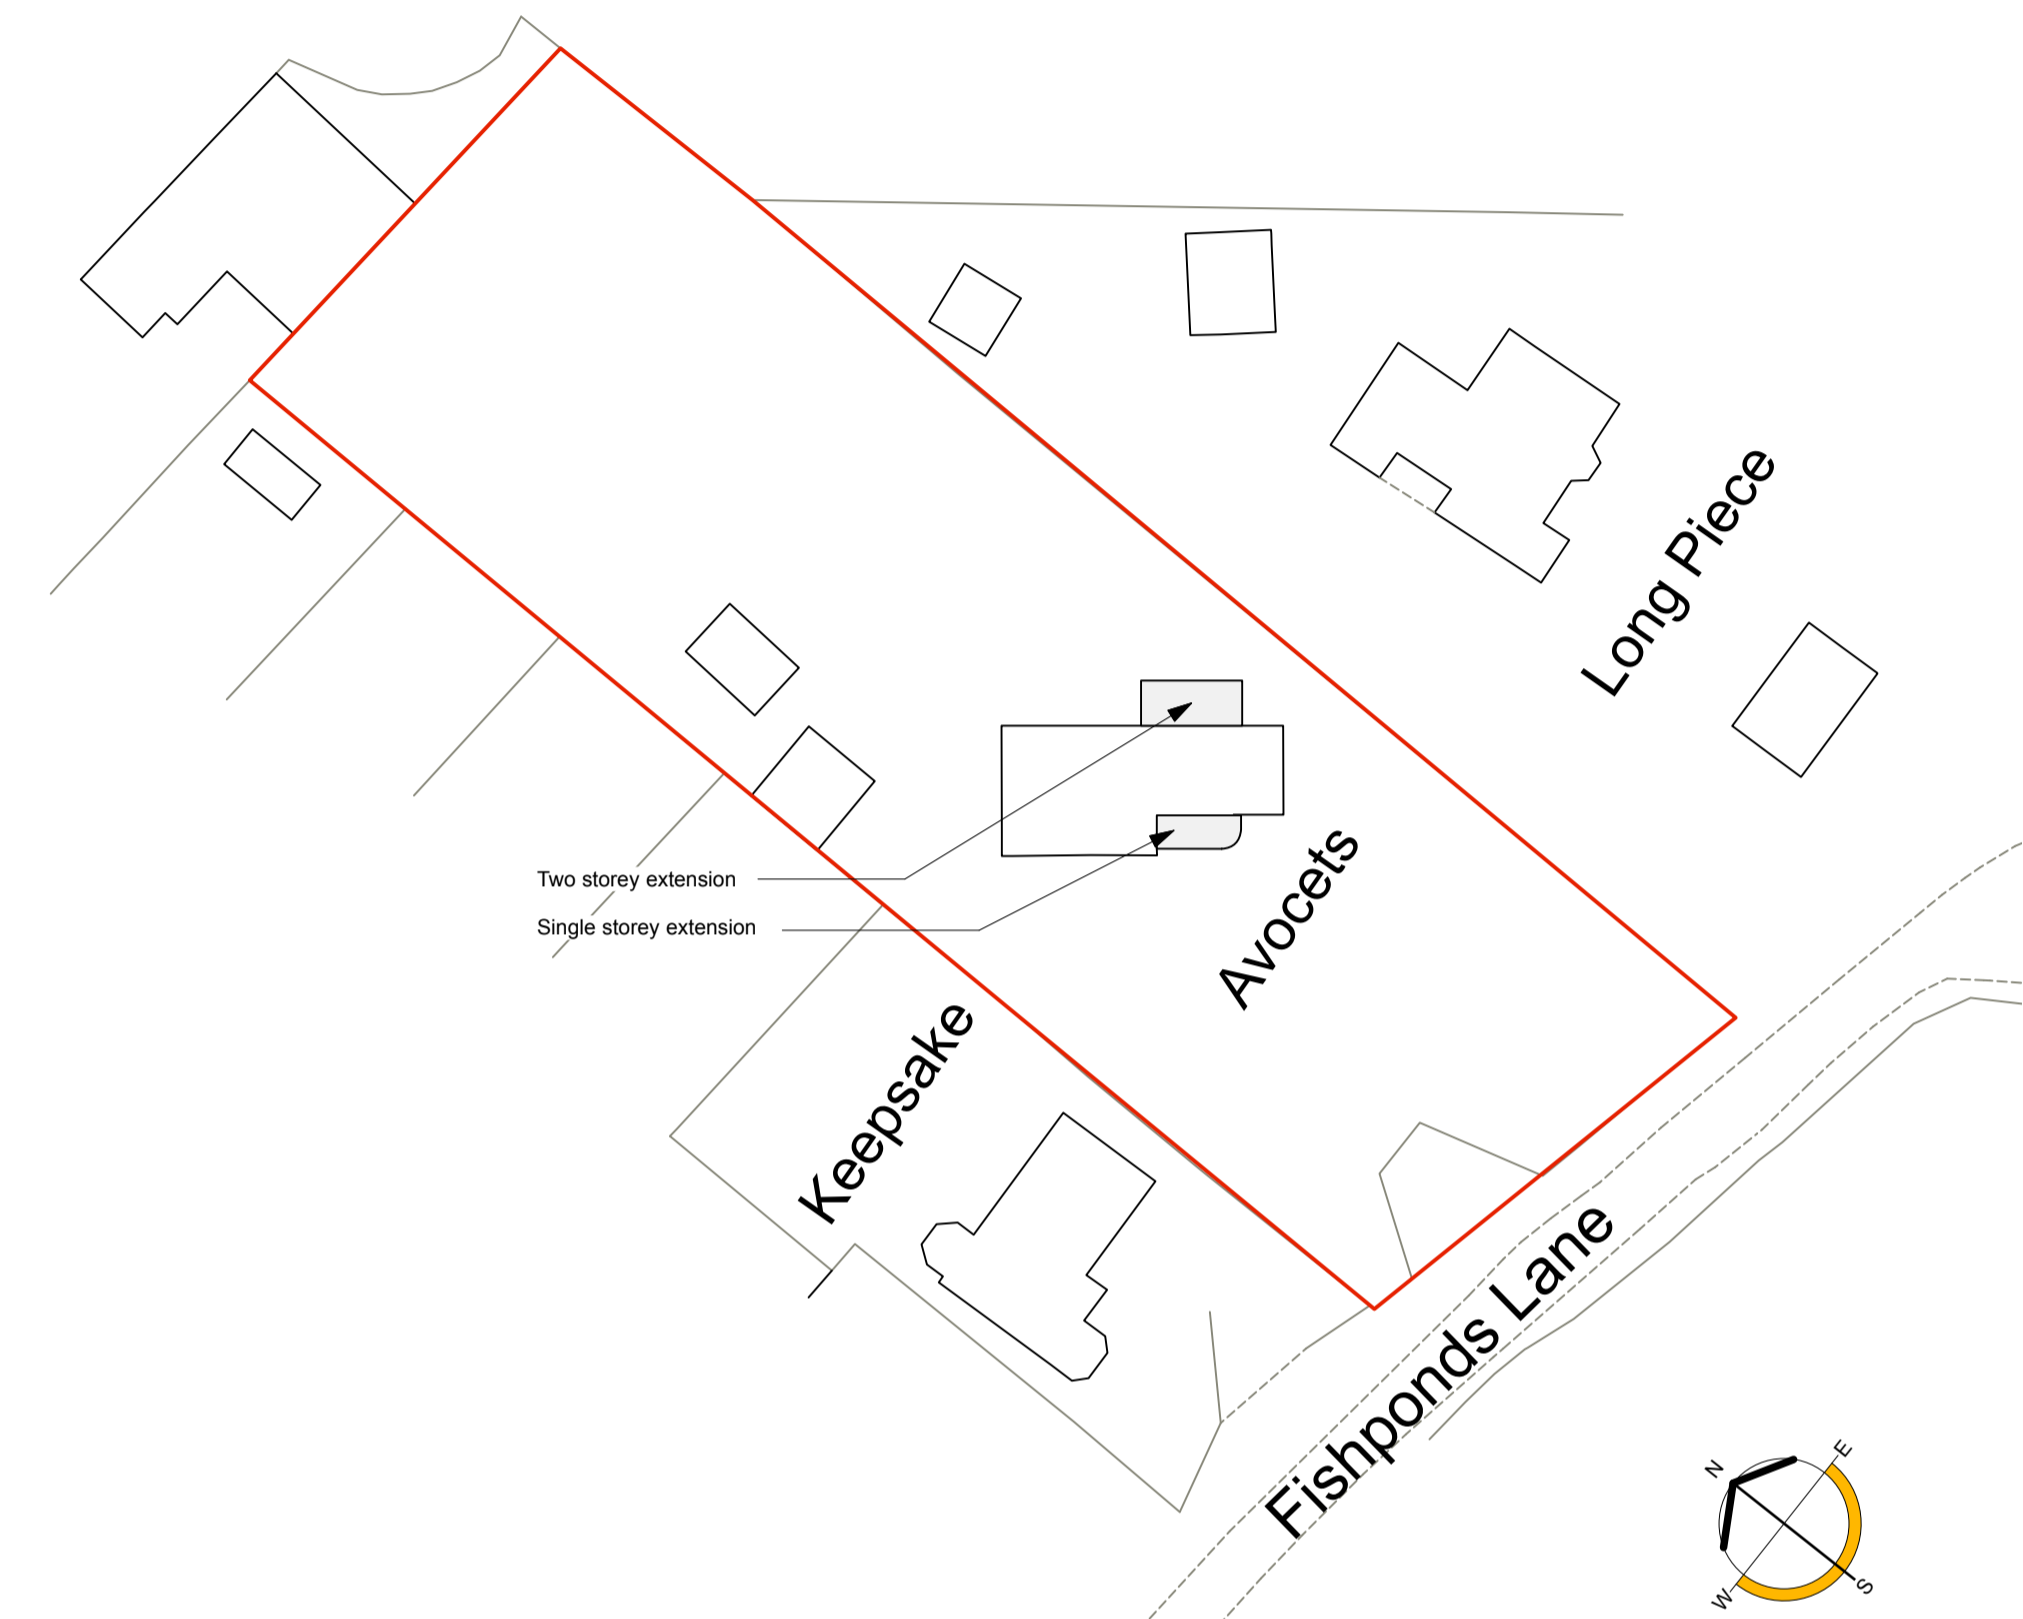 Long Piece
Two storey extension
Single storey extension
Avocets
Keepsake
Fishponds Lane
N
E
W
S